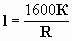 I = 1600K / R